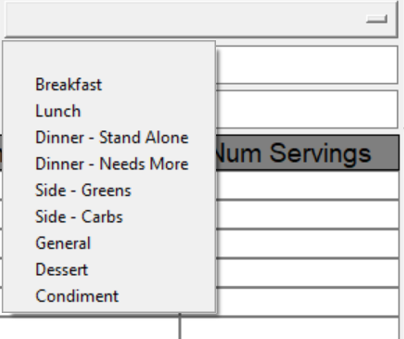 Breakfast
Lunch
Dinner - Stand Alone
Dinner - Needs More
Num Servings
Side - Greens
Side - Carbs
General
Dessert
Condiment